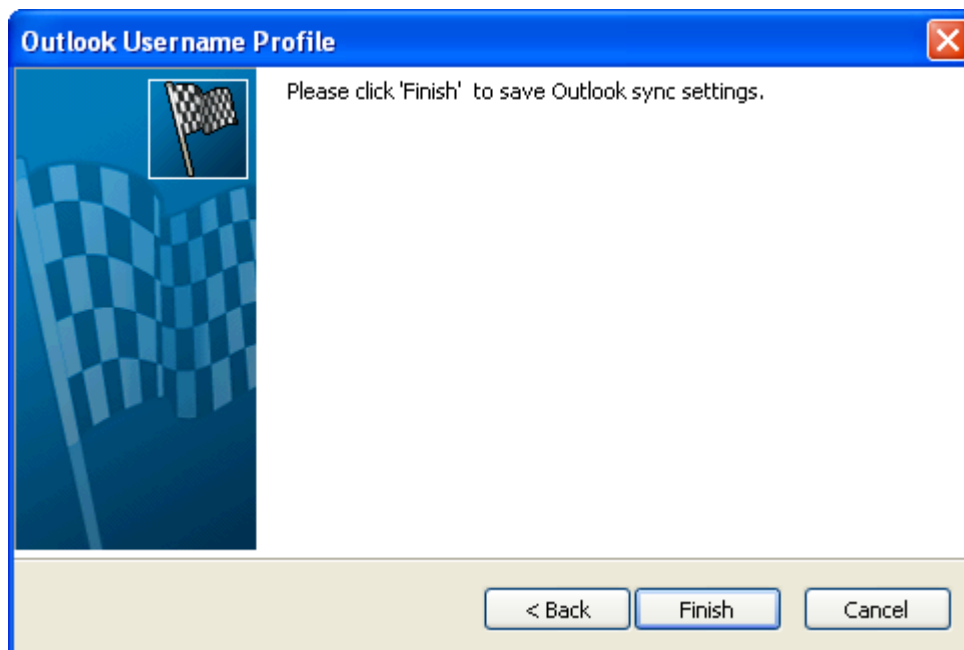 Outlook Username Profile
Please click 'Finish'  to save Outlook sync settings.
< Back
Finish
Cancel